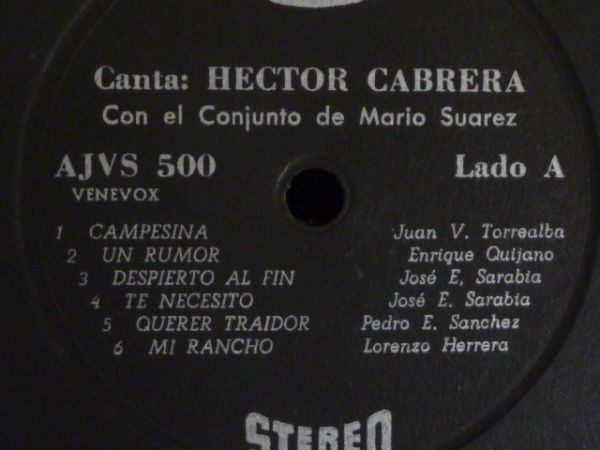 Canta: HECTOR CABRERA
Con el Conjunto de Mario Suarez
AJVS 500 Lado A
VENEVOX
1 CAMPESINA Juan V. Torrealba
2 UN RUMOR Enrique Quijano
3 DESPIERTO AL FIN José E, Sarabia
4 TE NECESITO José E. Sarabia
5 QUERER TRAIDOR Pedro E. Sanchez
6 MI RANCHO Lorenzo Herrera
STEREO